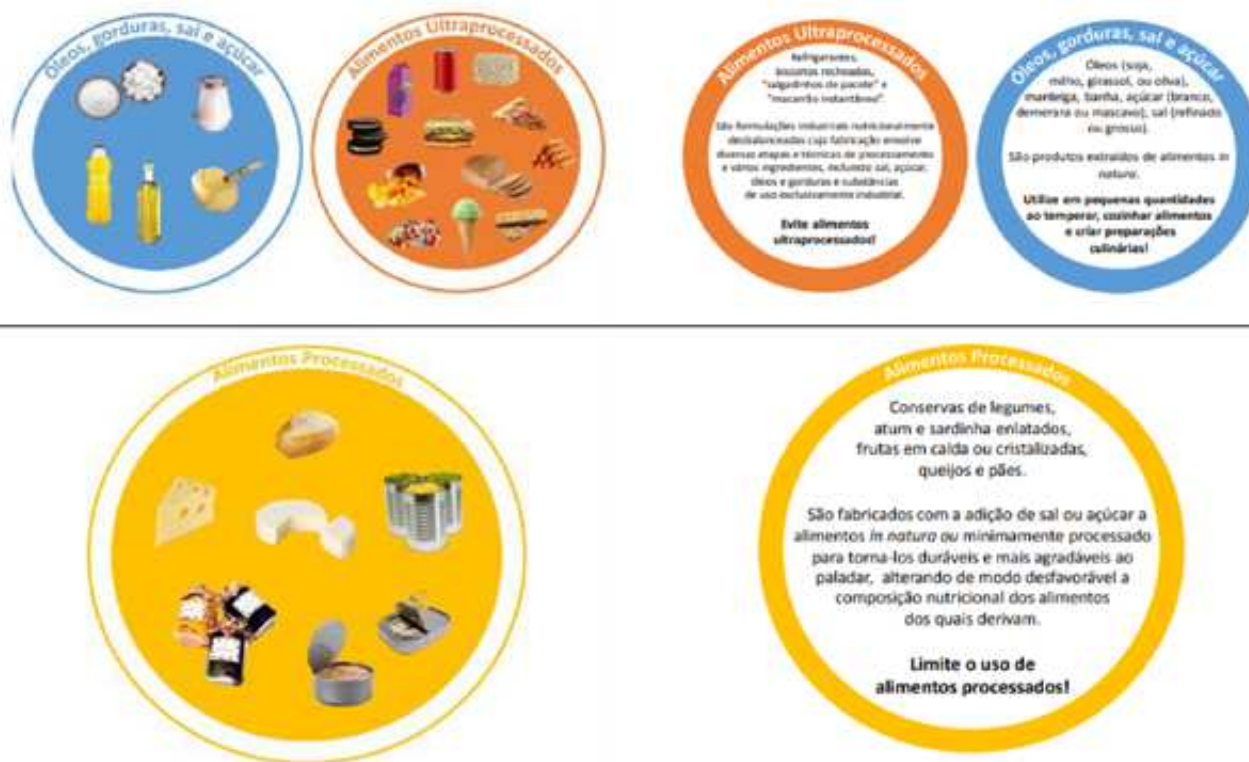 Óleos, gorduras, sal e açúcar
Alimentos Ultraprocessados
Alimentos Ultraprocessados
Refrigerantes,
biscoitos recheados,
"salgadinhos de pacote" e
"macarrão instantâneo".
São formulações industriais nutricionalmente
desbalanceadas cuja fabricação envolve
diversas etapas e técnicas de processamento
e vários ingredientes, incluindo sal, açúcar,
óleos e gorduras e substâncias
de uso exclusivamente industrial.
Evite alimentos
ultraprocessados!
Óleos, gorduras, sal e açúcar
Óleos (soja,
milho, girassol, ou oliva),
manteiga, banha, açúcar (branco,
demerara ou mascavo), sal (refinado
ou grosso).
São produtos extraídos de alimentos in
natura.
Utilize em pequenas quantidades
ao temperar, cozinhar alimentos
e criar preparações
culinárias!
Alimentos Processados
Alimentos Processados
Conservas de legumes,
atum e sardinha enlatados,
frutas em calda ou cristalizadas,
queijos e pães.
São fabricados com a adição de sal ou açúcar a
alimentos in natura ou minimamente processado
para torna-los duráveis e mais agradáveis ao
paladar, alterando de modo desfavorável a
composição nutricional dos alimentos
dos quais derivam.
Limite o uso de
alimentos processados!